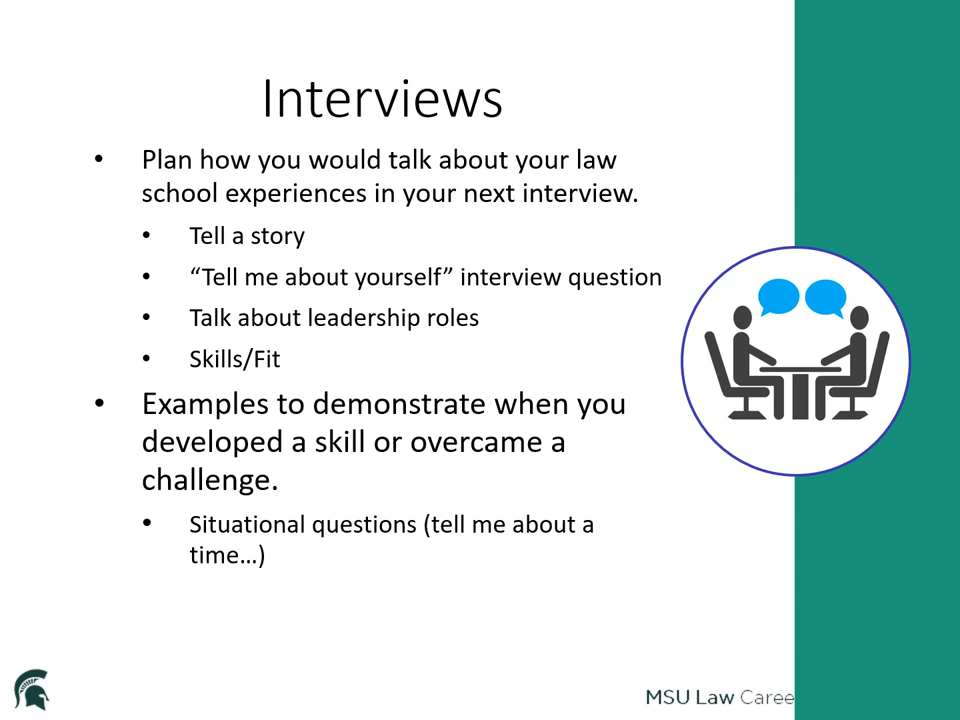 Interviews
• Plan how you would talk about your law
school experiences in your next interview.
• Tell a story
• “Tell me about yourself” interview question
• Talk about leadership roles
• Skills/Fit
• Examples to demonstrate when you
developed a skill or overcame a
challenge.
• Situational questions (tell me about a
time…)
MSU Law Caree